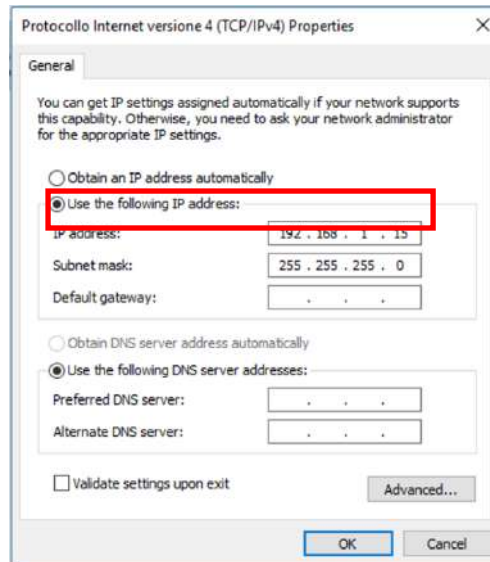 Protocollo Internet versione 4 (TCP/IPv4) Properties
General
You can get IP settings assigned automatically if your network supports
this capability. Otherwise, you need to ask your network administrator
for the appropriate IP settings.
Obtain an IP address automatically
Use the following IP address:
IP address: 192 . 168 . 1 . 15
Subnet mask: 255 . 255 . 255 . 0
Default gateway: . . .
Obtain DNS server address automatically
Use the following DNS server addresses:
Preferred DNS server: . . .
Alternate DNS server: . . .
Validate settings upon exit
Advanced...
OK Cancel